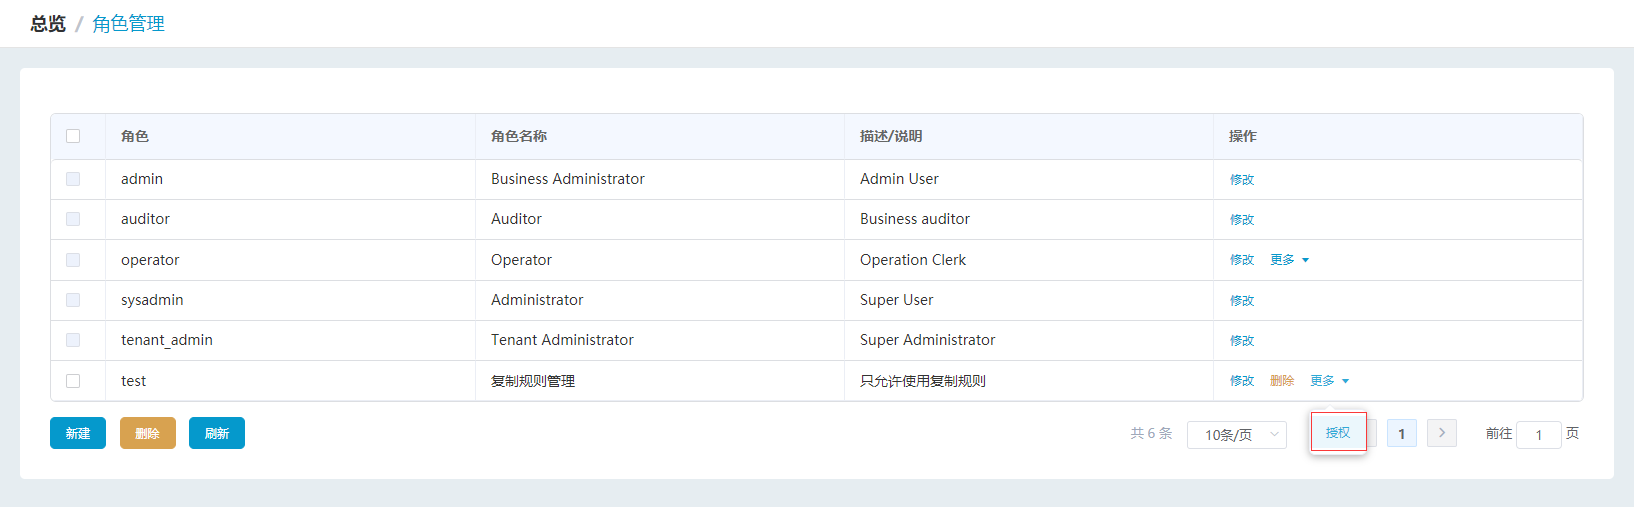 总览 / 角色管理
角色 角色名称 描述/说明 操作
admin Business Administrator Admin User 修改
auditor Auditor Business auditor 修改
operator Operator Operation Clerk 修改 更多
sysadmin Administrator Super User 修改
tenant_admin Tenant Administrator Super Administrator 修改
test 复制规则管理 只允许使用复制规则 修改 删除 更多
新建 删除 刷新 共 6 条 10条/页 授权 1 前往 1 页